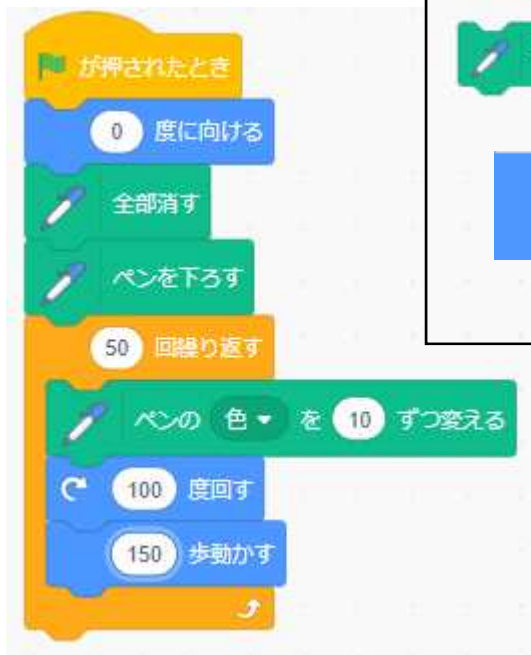 が押されたとき
0 度に向ける
全部消す
ペンを下ろす
50 回繰り返す
ペンの 色 を 10 ずつ変える
100 度回す
150 歩動かす